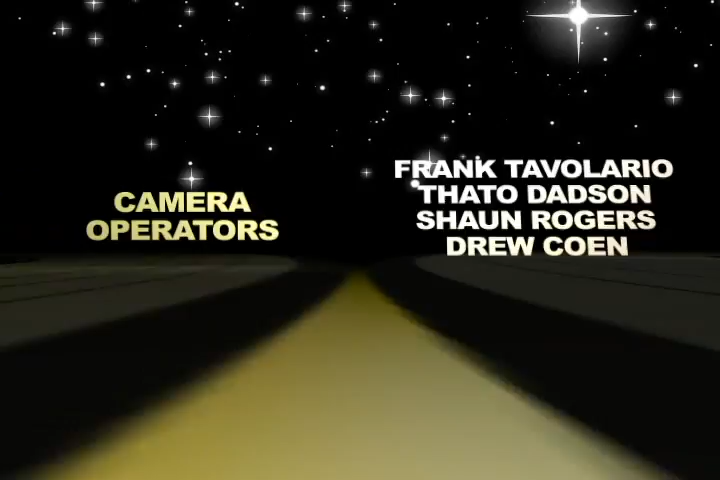 CAMERA
OPERATORS
FRANK TAVOLARIO
THATO DADSON
SHAUN ROGERS
DREW COEN